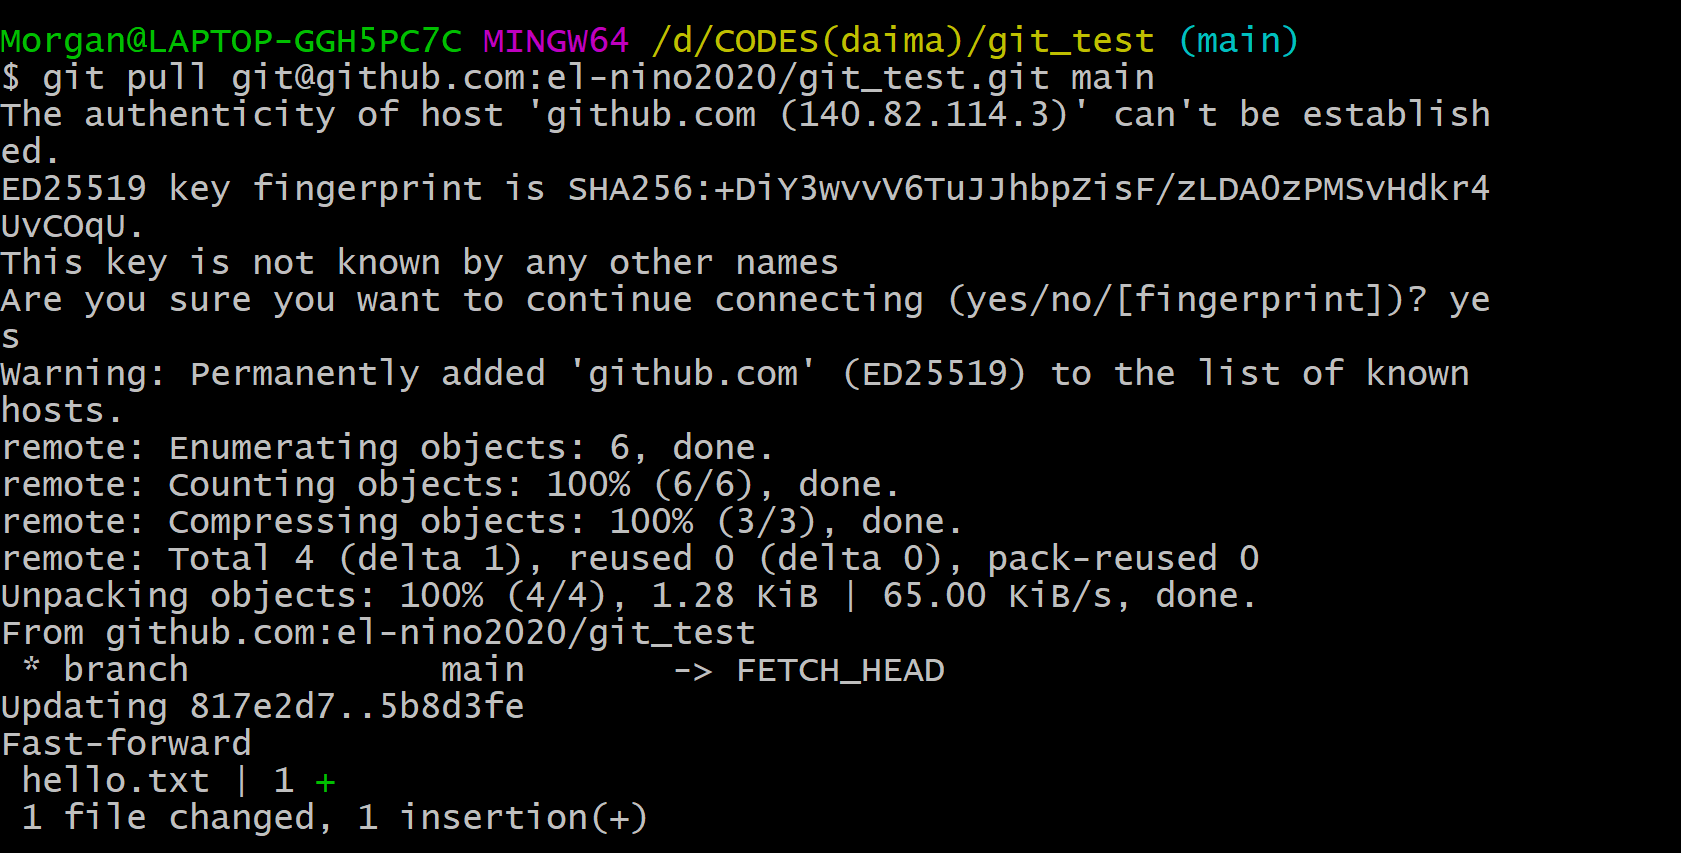 Morgan@LAPTOP-GGH5PC7C MINGW64 /d/CODES(daima)/git_test (main)
$ git pull git@github.com:el-nino2020/git_test.git main
The authenticity of host 'github.com (140.82.114.3)' can't be establish
ed.
ED25519 key fingerprint is SHA256:+DiY3wvvV6TuJJhbpZisF/zLDA0zPMSvHdkr4
UvCOqU.
This key is not known by any other names
Are you sure you want to continue connecting (yes/no/[fingerprint])? ye
s
Warning: Permanently added 'github.com' (ED25519) to the list of known
hosts.
remote: Enumerating objects: 6, done.
remote: Counting objects: 100% (6/6), done.
remote: Compressing objects: 100% (3/3), done.
remote: Total 4 (delta 1), reused 0 (delta 0), pack-reused 0
Unpacking objects: 100% (4/4), 1.28 KiB | 65.00 KiB/s, done.
From github.com:el-nino2020/git_test
 * branch            main       -> FETCH_HEAD
Updating 817e2d7..5b8d3fe
Fast-forward
 hello.txt | 1 +
 1 file changed, 1 insertion(+)